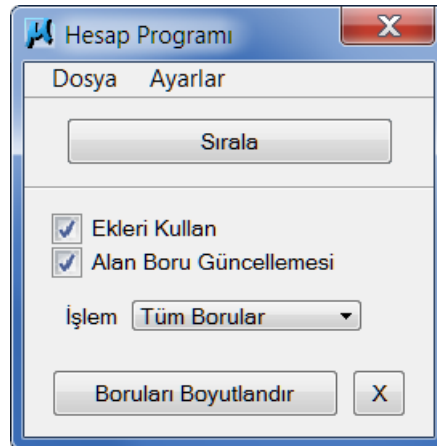 Hesap Programı
Dosya Ayarlar
Sırala
Ekleri Kullan
Alan Boru Güncellemesi
İşlem Tüm Borular
Boruları Boyutlandır X